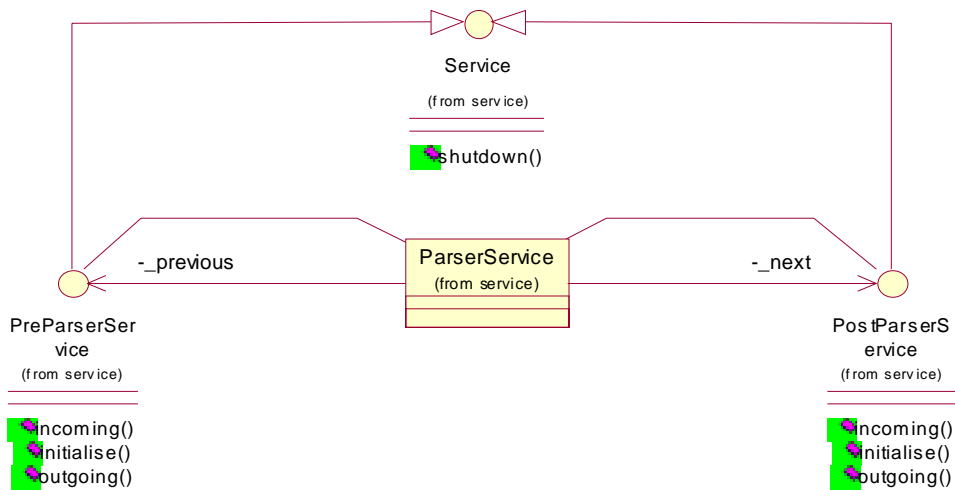 Service
(from service)
shutdown()
-_previous
ParserService
(from service)
-_next
PreParserSer
vice
(from service)
incoming()
initialise()
outgoing()
PostParserS
ervice
(from service)
incoming()
initialise()
outgoing()